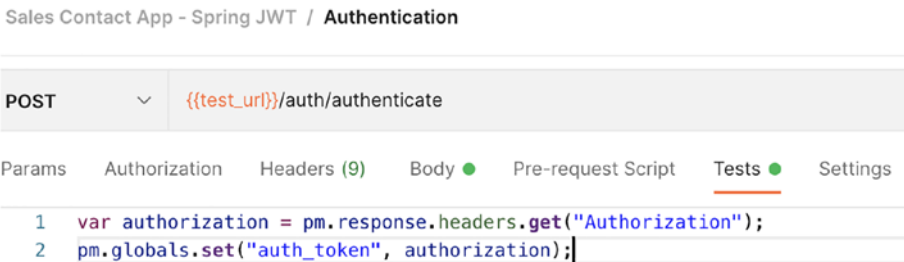 Sales Contact App - Spring JWT / Authentication
POST {{test_url}}/auth/authenticate
Params Authorization Headers (9) Body Pre-request Script Tests Settings
1 var authorization = pm.response.headers.get("Authorization");
2 pm.globals.set("auth_token", authorization);